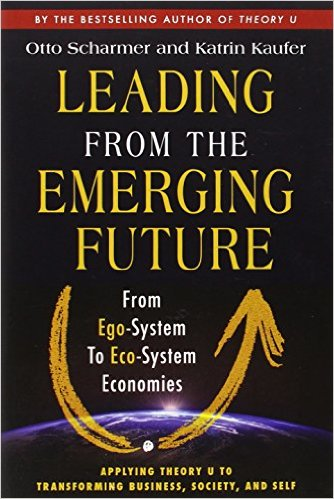 BY THE BESTSELLING AUTHOR OF THEORY U
Otto Scharmer and Katrin Kaufer
LEADING
FROM THE
EMERGING
FUTURE
From
Ego-System
To Eco-System
Economies
APPLYING THEORY U TO
TRANSFORMING BUSINESS, SOCIETY, AND SELF